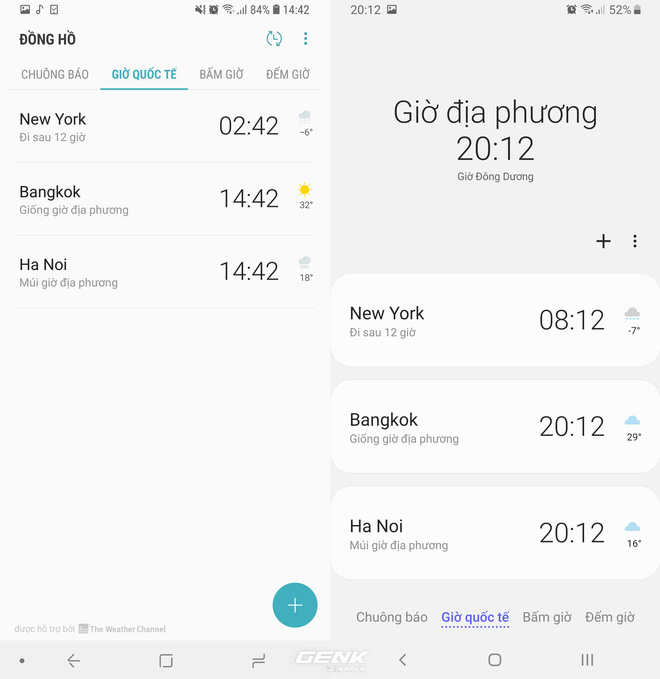 84% 14:42
ĐỒNG HỒ
CHUÔNG BÁO GIỜ QUỐC TẾ BẤM GIỜ ĐẾM GIỜ
New York
Đi sau 12 giờ
02:42
-6°
Bangkok
Giống giờ địa phương
14:42
32°
Ha Noi
Múi giờ địa phương
14:42
18°
+
được hỗ trợ bởi The Weather Channel
20:12 52%
Giờ địa phương
20:12
Giờ Đông Dương
+
New York
Đi sau 12 giờ
08:12
-7°
Bangkok
Giống giờ địa phương
20:12
29°
Ha Noi
Múi giờ địa phương
20:12
16°
Chuông báo Giờ quốc tế Bấm giờ Đếm giờ
GENK